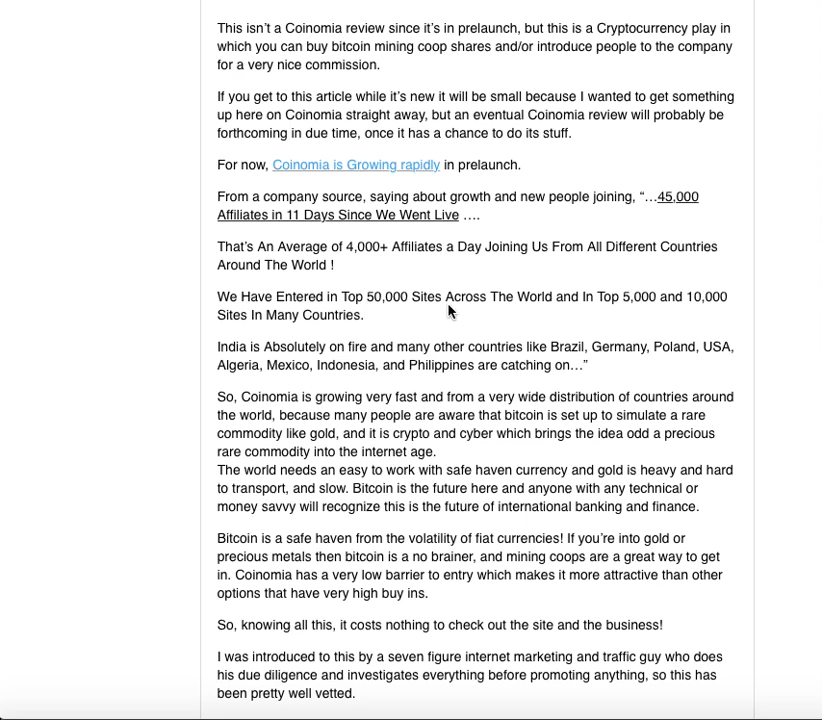 This isn’t a Coinomia review since it’s in prelaunch, but this is a Cryptocurrency play in
which you can buy bitcoin mining coop shares and/or introduce people to the company
for a very nice commission.
If you get to this article while it’s new it will be small because I wanted to get something
up here on Coinomia straight away, but an eventual Coinomia review will probably be
forthcoming in due time, once it has a chance to do its stuff.
For now, Coinomia is Growing rapidly in prelaunch.
From a company source, saying about growth and new people joining, “…45,000
Affiliates in 11 Days Since We Went Live ….
That’s An Average of 4,000+ Affiliates a Day Joining Us From All Different Countries
Around The World !
We Have Entered in Top 50,000 Sites Across The World and In Top 5,000 and 10,000
Sites In Many Countries.
India is Absolutely on fire and many other countries like Brazil, Germany, Poland, USA,
Algeria, Mexico, Indonesia, and Philippines are catching on…”
So, Coinomia is growing very fast and from a very wide distribution of countries around
the world, because many people are aware that bitcoin is set up to simulate a rare
commodity like gold, and it is crypto and cyber which brings the idea odd a precious
rare commodity into the internet age.
The world needs an easy to work with safe haven currency and gold is heavy and hard
to transport, and slow. Bitcoin is the future here and anyone with any technical or
money savvy will recognize this is the future of international banking and finance.
Bitcoin is a safe haven from the volatility of fiat currencies! If you’re into gold or
precious metals then bitcoin is a no brainer, and mining coops are a great way to get
in. Coinomia has a very low barrier to entry which makes it more attractive than other
options that have very high buy ins.
So, knowing all this, it costs nothing to check out the site and the business!
I was introduced to this by a seven figure internet marketing and traffic guy who does
his due diligence and investigates everything before promoting anything, so this has
been pretty well vetted.